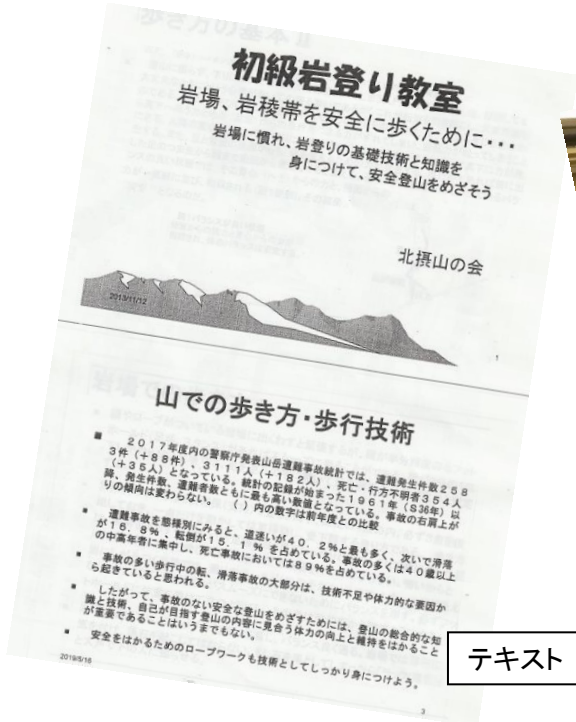 初級岩登り教室
岩場、岩稜帯を安全に歩くために・・・
岩場に慣れ、岩登りの基礎技術と知識を
身につけて、安全登山をめざそう
北摂山の会
2013/11/12
1
山での歩き方・歩行技術
■ 2017年度内の警察庁発表山岳遭難事故統計では、遭難発生件数258
3件(+88件)、3111人(+182人)、死亡・行方不明者354人
(+35人)となっている。統計の記録が始まった1961年(S36年)以
降、発生件数、遭難者数ともに最も高い数値となっている。事故の右肩上が
りの傾向は変わらない。 ()内の数字は前年度との比較
■ 遭難事故を態様別にみると、道迷いが40.2%と最も多く、次いで滑落
が16.8%、転倒が15.1%を占めている。事故の多くは40歳以上
の中高年者に集中し、死亡事故においては89%を占めている。
■ 事故の多い歩行中の転、滑落事故の大部分は、技術不足や体力的な要因か
ら起きていると思われる。
■ したがって、事故のない安全な登山をめざすためには、登山の総合的な知
識と技術、自己が目指す登山の内容に見合う体力の向上と維持をはかること
が重要であることはいうまでもない。
■ 安全をはかるためのロープワークも技術としてしっかり身につけよう。
2019/5/16
3
テキスト